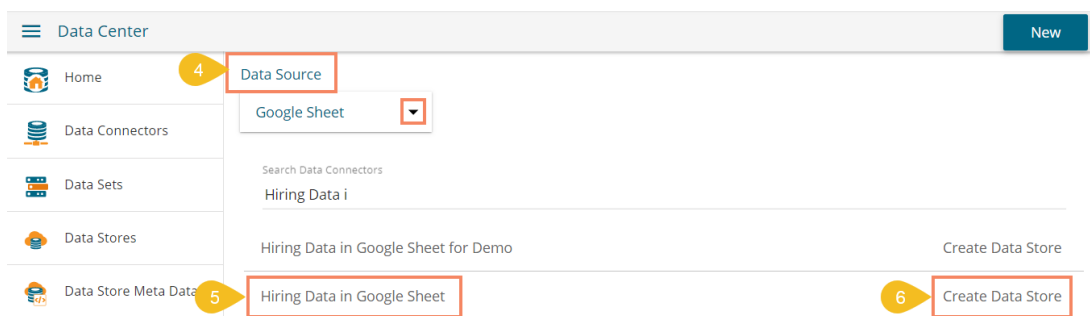 Data Center
New
Home
4
Data Source
Google Sheet
Data Connectors
Search Data Connectors
Hiring Data i
Data Sets
Data Stores
Hiring Data in Google Sheet for Demo
Create Data Store
Data Store Meta Data
5
Hiring Data in Google Sheet
6
Create Data Store